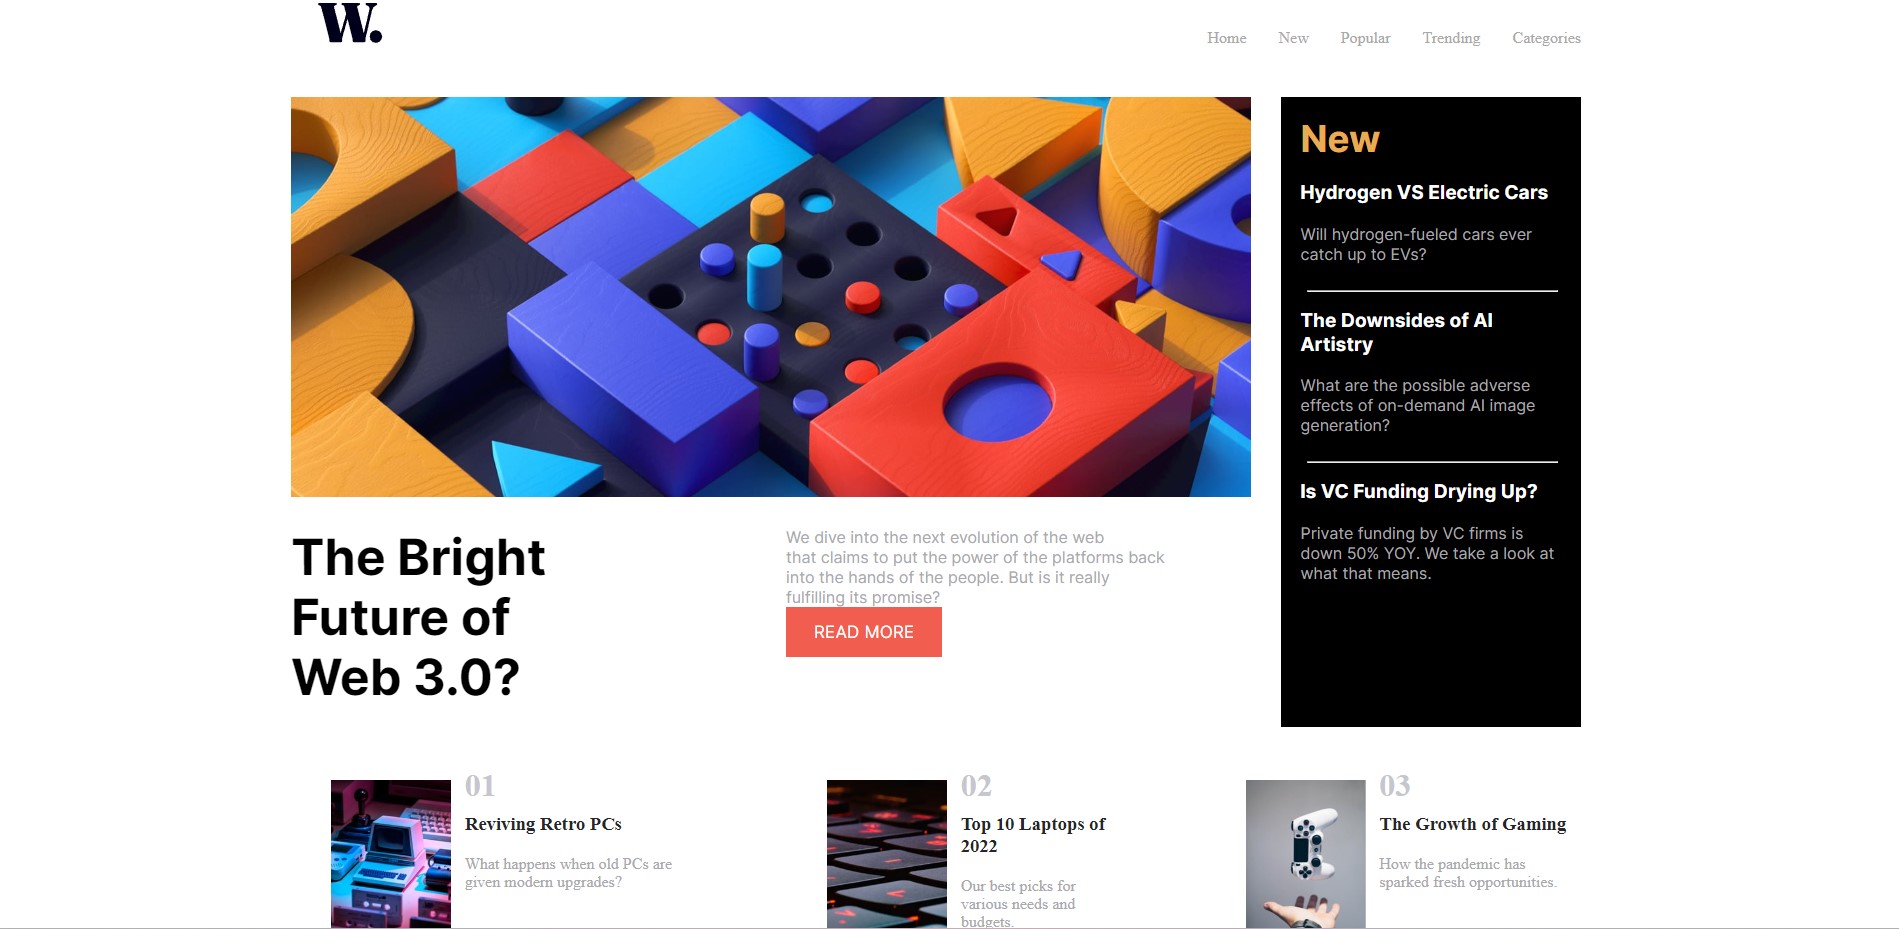 W.
Home New Popular Trending Categories
New
Hydrogen VS Electric Cars
Will hydrogen-fueled cars ever
catch up to EVs?
The Downsides of AI
Artistry
What are the possible adverse
effects of on-demand AI image
generation?
Is VC Funding Drying Up?
Private funding by VC firms is
down 50% YOY. We take a look at
what that means.
The Bright
Future of
Web 3.0?
We dive into the next evolution of the web
that claims to put the power of the platforms back
into the hands of the people. But is it really
fulfilling its promise?
READ MORE
01
Reviving Retro PCs
What happens when old PCs are
given modern upgrades?
02
Top 10 Laptops of
2022
Our best picks for
various needs and
budgets.
03
The Growth of Gaming
How the pandemic has
sparked fresh opportunities.